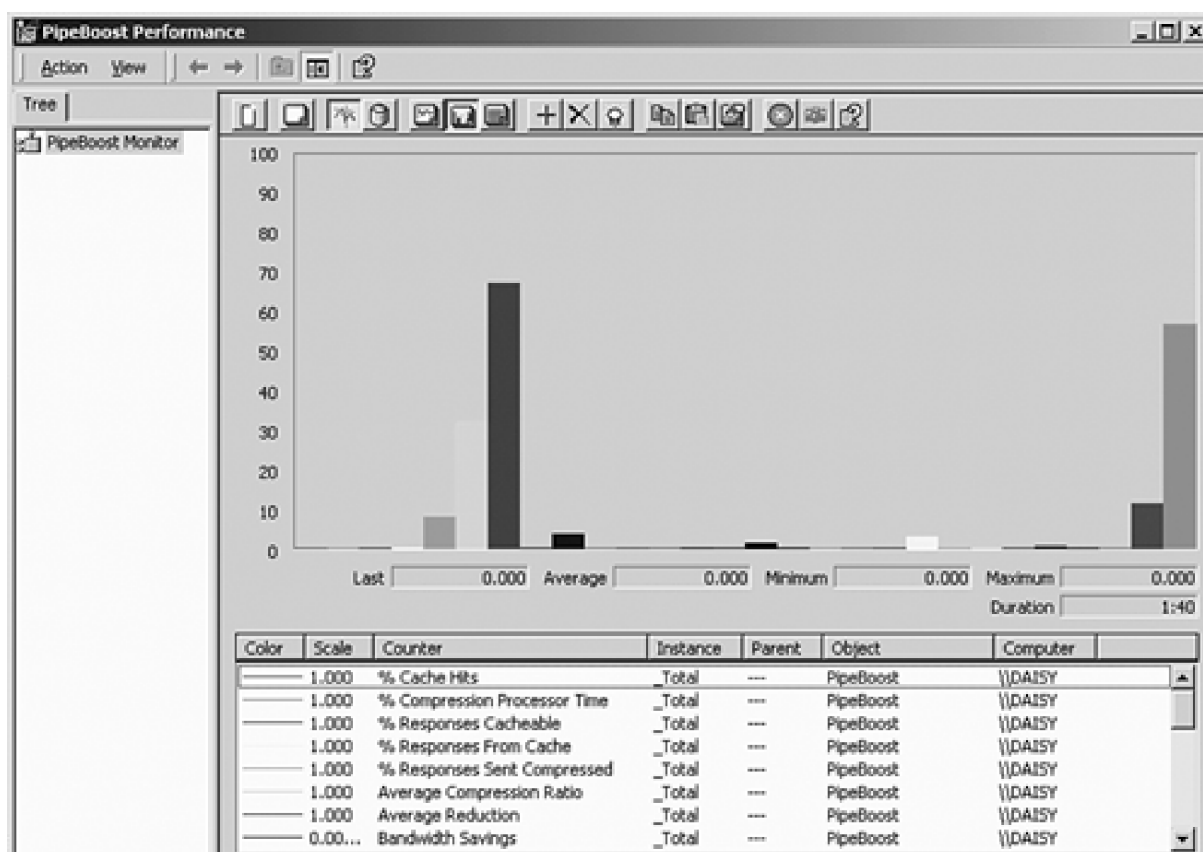 PipeBoost Performance
Action View
Tree
PipeBoost Monitor
100
90
80
70
60
50
40
30
20
10
0
Last 0.000 Average 0.000 Minimum 0.000 Maximum 0.000
Duration 1:40
Color Scale Counter Instance Parent Object Computer
1.000 % Cache Hits _Total --- PipeBoost \\DAISY
1.000 % Compression Processor Time _Total --- PipeBoost \\DAISY
1.000 % Responses Cacheable _Total --- PipeBoost \\DAISY
1.000 % Responses From Cache _Total --- PipeBoost \\DAISY
1.000 % Responses Sent Compressed _Total --- PipeBoost \\DAISY
1.000 Average Compression Ratio _Total --- PipeBoost \\DAISY
1.000 Average Reduction _Total --- PipeBoost \\DAISY
0.00... Bandwidth Savings _Total --- PipeBoost \\DAISY